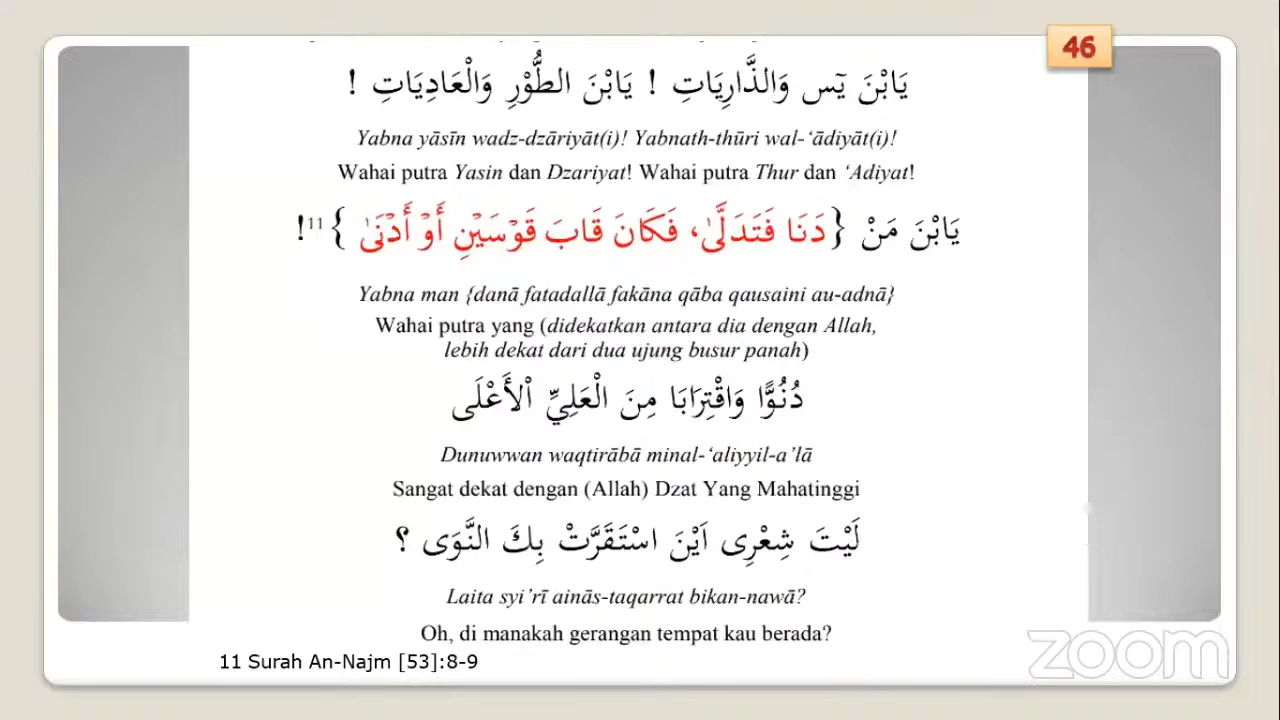 46
يَابْنَ يٓس وَالذَّارِيَاتِ ! يَابْنَ الطُّوْرِ وَالْعَادِيَاتِ !
Yabna yāsīn wadz-dzāriyāt(i)! Yabnath-thūri wal-‘ādiyāt(i)!
Wahai putra Yasin dan Dzariyat! Wahai putra Thur dan ‘Adiyat!
يَابْنَ مَنْ {دَنَا فَتَدَلَّىٰ، فَكَانَ قَابَ قَوْسَيْنِ أَوْ أَدْنَىٰ }11!
Yabna man {danā fatadallā fakāna qāba qausaini au-adnā}
Wahai putra yang (didekatkan antara dia dengan Allah,
lebih dekat dari dua ujung busur panah)
دُنُوًّا وَاقْتِرَابَا مِنَ الْعَلِيِّ اْلأَعْلَى
Dunuwwan waqtirābā minal-‘aliyyil-a’lā
Sangat dekat dengan (Allah) Dzat Yang Mahatinggi
لَيْتَ شِعْرِى اَيْنَ اسْتَقَرَّتْ بِكَ النَّوَى ؟
Laita syi’rī ainās-taqarrat bikan-nawā?
Oh, di manakah gerangan tempat kau berada?
11 Surah An-Najm [53]:8-9
zoom